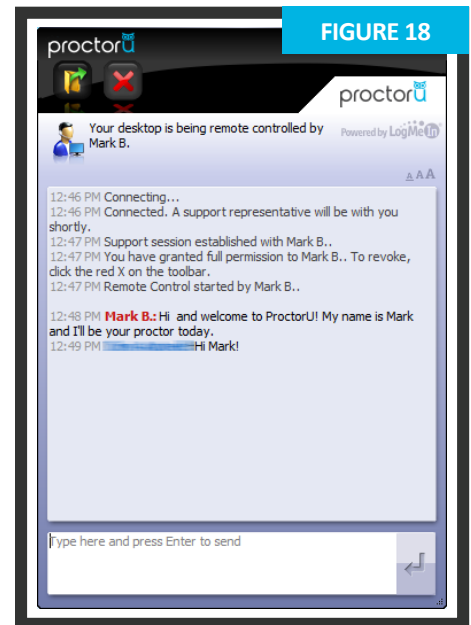 FIGURE 18
proctorU
proctorU
Your desktop is being remote controlled by
Mark B.
Powered by LogMeIn
A A A
12:46 PM Connecting...
12:46 PM Connected. A support representative will be with you
shortly.
12:47 PM Support session established with Mark B..
12:47 PM You have granted full permission to Mark B.. To revoke,
click the red X on the toolbar.
12:47 PM Remote Control started by Mark B..
12:48 PM Mark B.: Hi and welcome to ProctorU! My name is Mark
and I'll be your proctor today.
12:49 PM Hi Mark!
Type here and press Enter to send